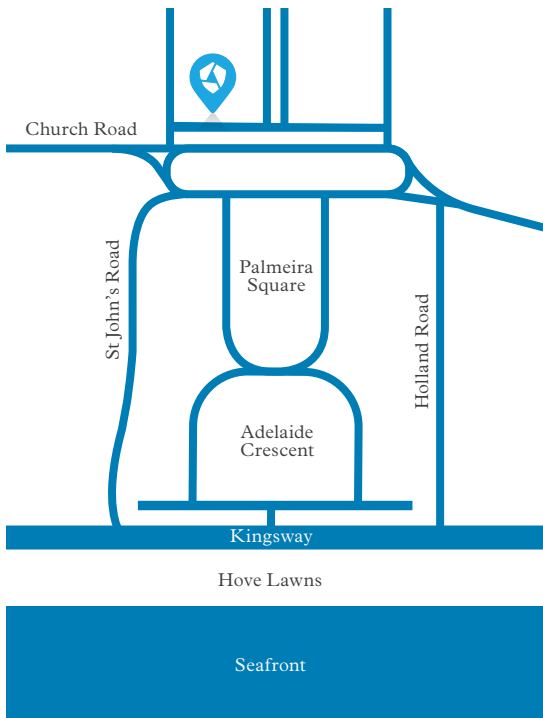 Church Road
Palmeira
Square
St John’s Road
Holland Road
Adelaide
Crescent
Kingsway
Hove Lawns
Seafront